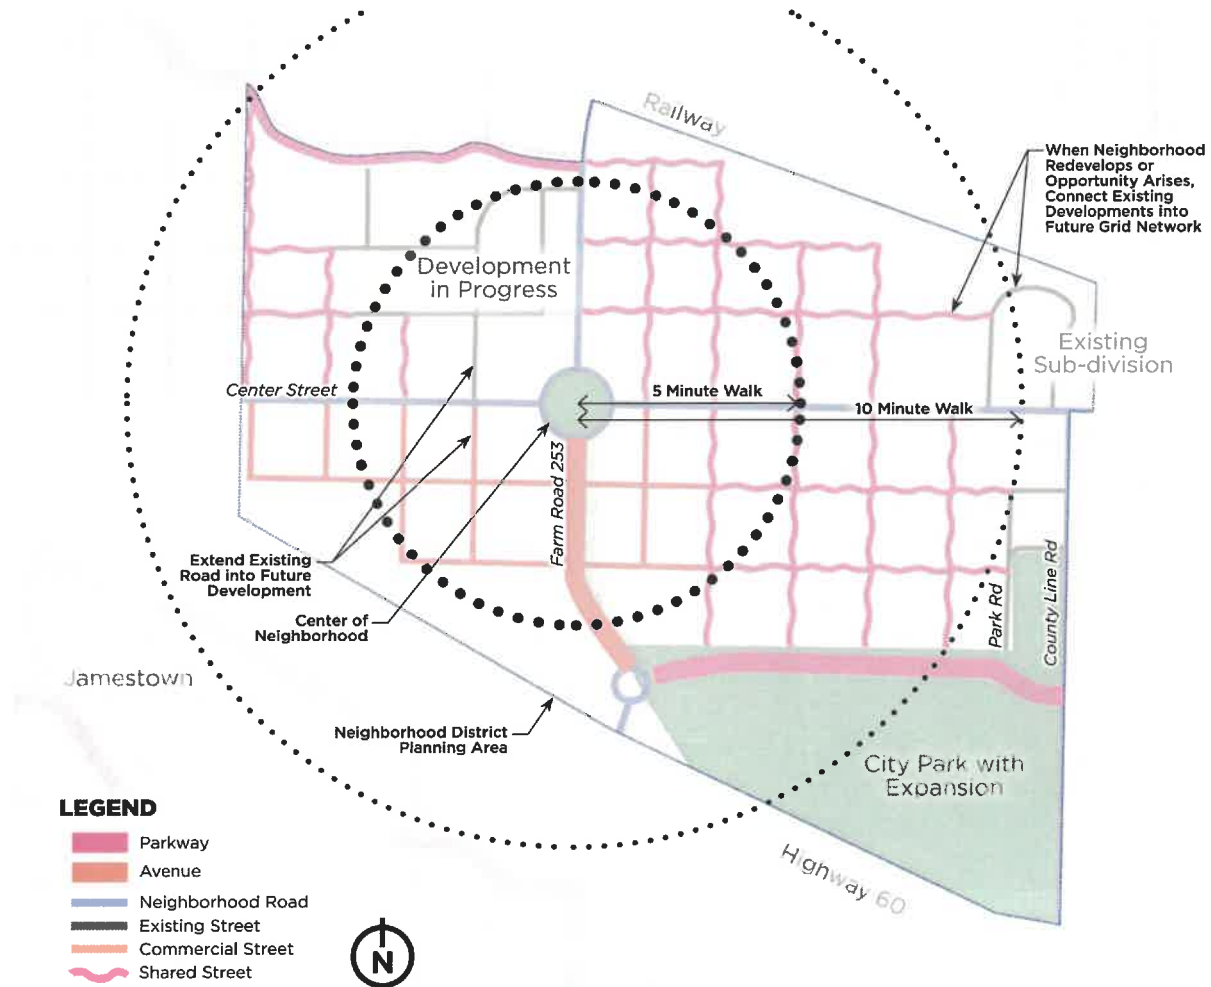 Railway
When Neighborhood
Redevelops or
Opportunity Arises,
Connect Existing
Developments into
Future Grid Network
Development
in Progress
Existing
Sub-division
Center Street
5 Minute Walk
10 Minute Walk
Farm Road 253
Extend Existing
Road into Future
Development
Center of
Neighborhood
Park Rd
County Line Rd
Jamestown
Neighborhood District
Planning Area
City Park with
Expansion
Highway 60
LEGEND
Parkway
Avenue
Neighborhood Road
Existing Street
Commercial Street
Shared Street
N